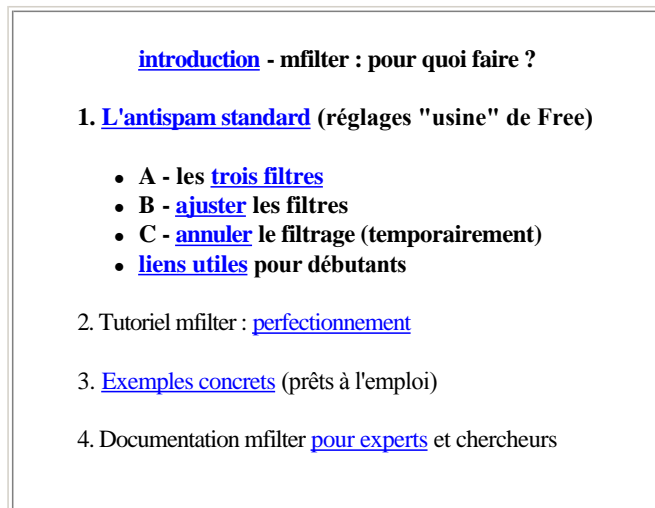 introduction - mfilter : pour quoi faire ?
1. L'antispam standard (réglages "usine" de Free)
• A - les trois filtres
• B - ajuster les filtres
• C - annuler le filtrage (temporairement)
• liens utiles pour débutants
2. Tutoriel mfilter : perfectionnement
3. Exemples concrets (prêts à l'emploi)
4. Documentation mfilter pour experts et chercheurs